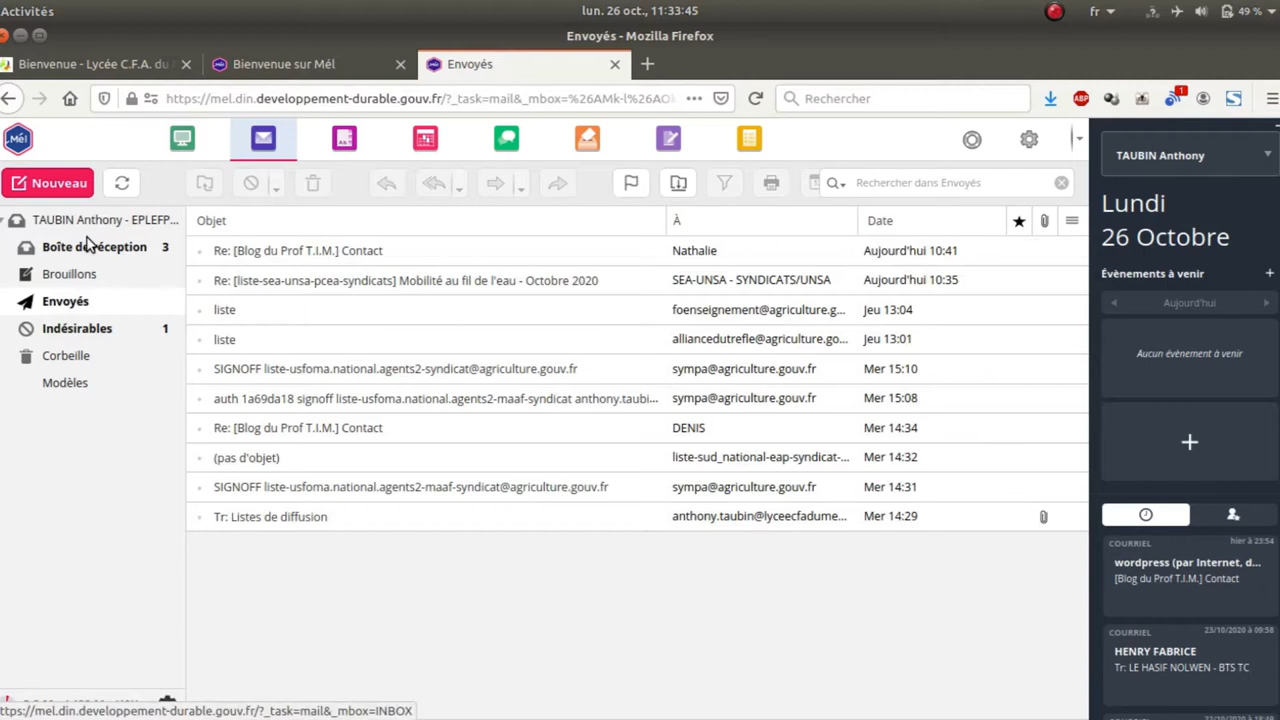 Activités
lun. 26 oct., 11:33:45
fr
49 %
Envoyés - Mozilla Firefox
Bienvenue - Lycée C.F.A. du
Bienvenue sur Mél
Envoyés
https://mel.din.developpement-durable.gouv.fr/?_task=mail&_mbox=%26AMk-l%26AO
Rechercher
ABP
1
Mél
Nouveau
Rechercher dans Envoyés
TAUBIN Anthony - EPLEFP...
Boîte de réception 3
Brouillons
Envoyés
Indésirables 1
Corbeille
Modèles
Objet À Date
Re: [Blog du Prof T.I.M.] Contact Nathalie Aujourd'hui 10:41
Re: [liste-sea-unsa-pcea-syndicats] Mobilité au fil de l'eau - Octobre 2020 SEA-UNSA - SYNDICATS/UNSA Aujourd'hui 10:35
liste foenseignement@agriculture.g... Jeu 13:04
liste alliancedutrefle@agriculture.go... Jeu 13:01
SIGNOFF liste-usfoma.national.agents2-syndicat@agriculture.gouv.fr sympa@agriculture.gouv.fr Mer 15:10
auth 1a69da18 signoff liste-usfoma.national.agents2-maaf-syndicat anthony.taubi... sympa@agriculture.gouv.fr Mer 15:08
Re: [Blog du Prof T.I.M.] Contact DENIS Mer 14:34
(pas d'objet) liste-sud_national-eap-syndicat-... Mer 14:32
SIGNOFF liste-usfoma.national.agents2-maaf-syndicat@agriculture.gouv.fr sympa@agriculture.gouv.fr Mer 14:31
Tr: Listes de diffusion anthony.taubin@lyceecfadume... Mer 14:29
TAUBIN Anthony
Lundi
26 Octobre
Évènements à venir
Aujourd'hui
Aucun évènement à venir
COURRIEL hier à 23:54
wordpress (par Internet, d...
[Blog du Prof T.I.M.] Contact
COURRIEL 23/10/2020 à 09:58
HENRY FABRICE
Tr: LE HASIF NOLWEN - BTS TC
ttps://mel.din.developpement-durable.gouv.fr/?_task=mail&_mbox=INBOX